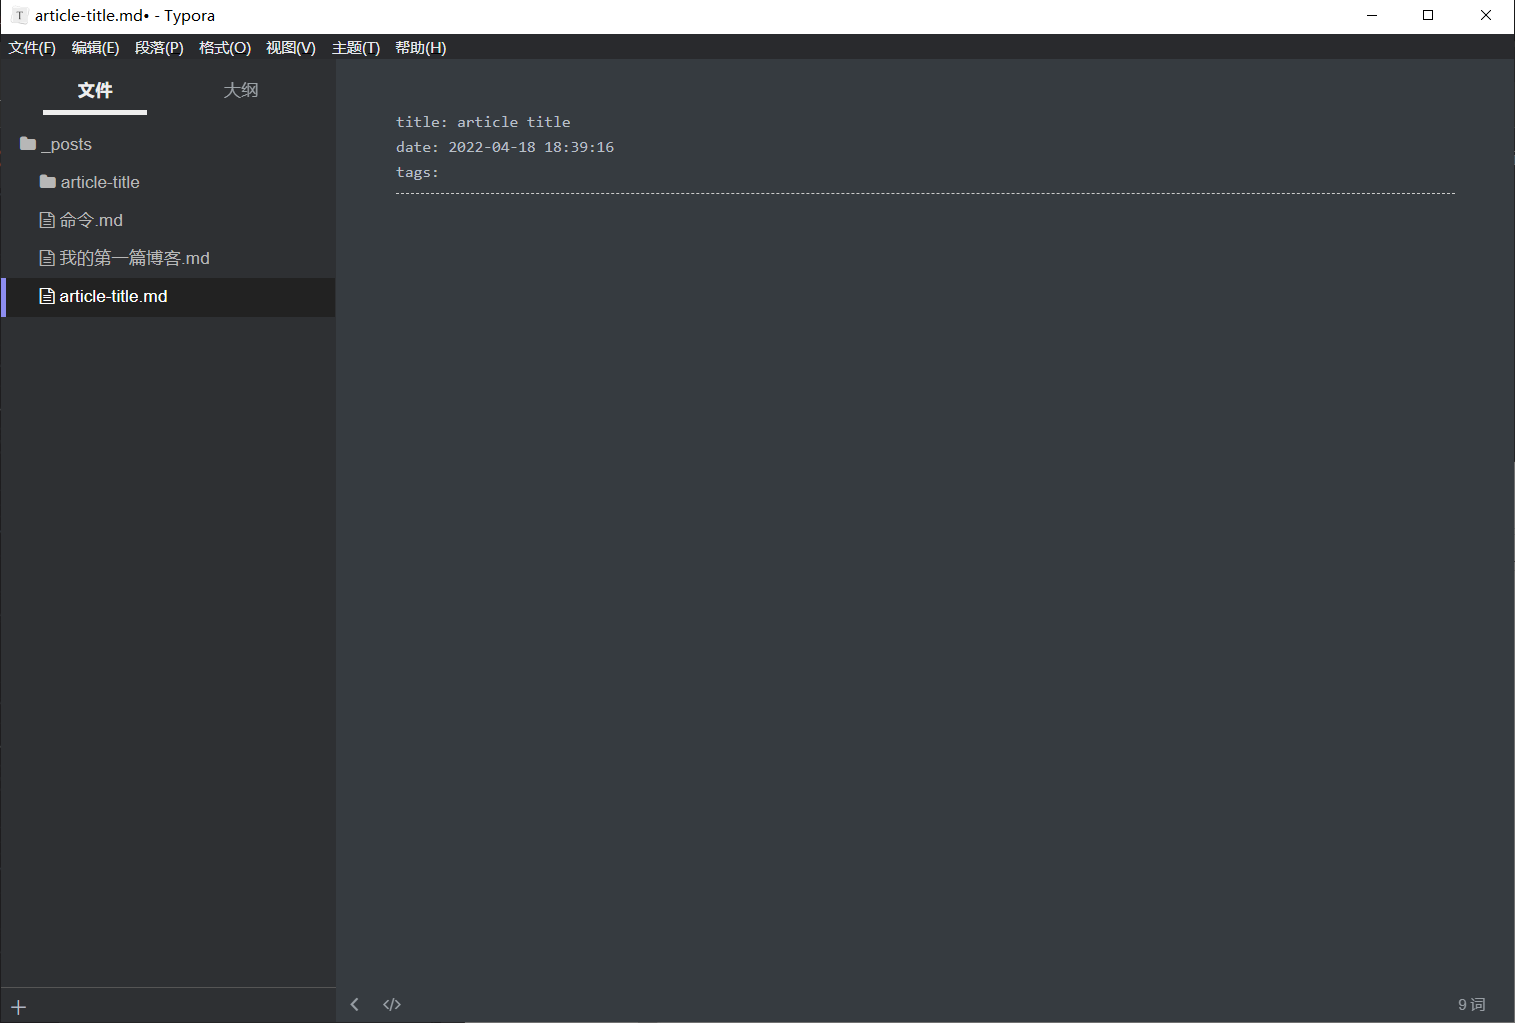 T article-title.md• - Typora
文件(F) 编辑(E) 段落(P) 格式(O) 视图(V) 主题(T) 帮助(H)
文件 大纲
_posts
article-title
命令.md
我的第一篇博客.md
article-title.md
title: article title
date: 2022-04-18 18:39:16
tags:
</> 9 词